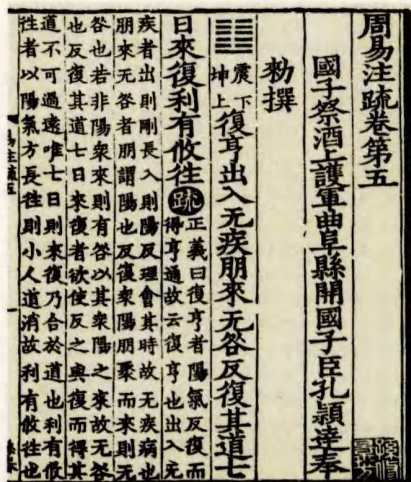 周易注疏卷第五
國子祭酒上護軍曲阜縣開國子臣孔穎達奉
勑撰
震下
坤上
復亨出入无疾朋來无咎反復其道七
日來復利有攸往
疏
正義曰復亨者陽氣反復而
得亨通故云復亨也出入无
疾者出則剛長入則陽反理會其時故无疾病也
朋來无咎者朋謂陽也反復衆陽朋聚而來則无
咎也若非陽衆來則有咎以其衆陽之來故无咎
也反復其道七日來復者欲使反之與復而得其
道不可過遠唯七日則來復乃合於道也利有攸
往者以陽氣方長往則小人道消故利有攸往也